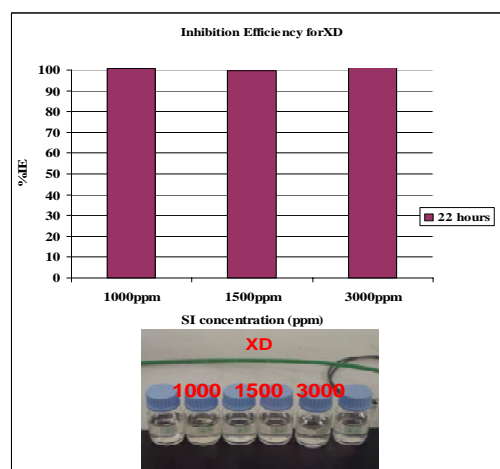 Inhibition Efficiency forXD
100
90
80
70
60
50
40
30
20
10
0
%IE
1000ppm 1500ppm 3000ppm
SI concentration (ppm)
22 hours
XD
1000 1500 3000